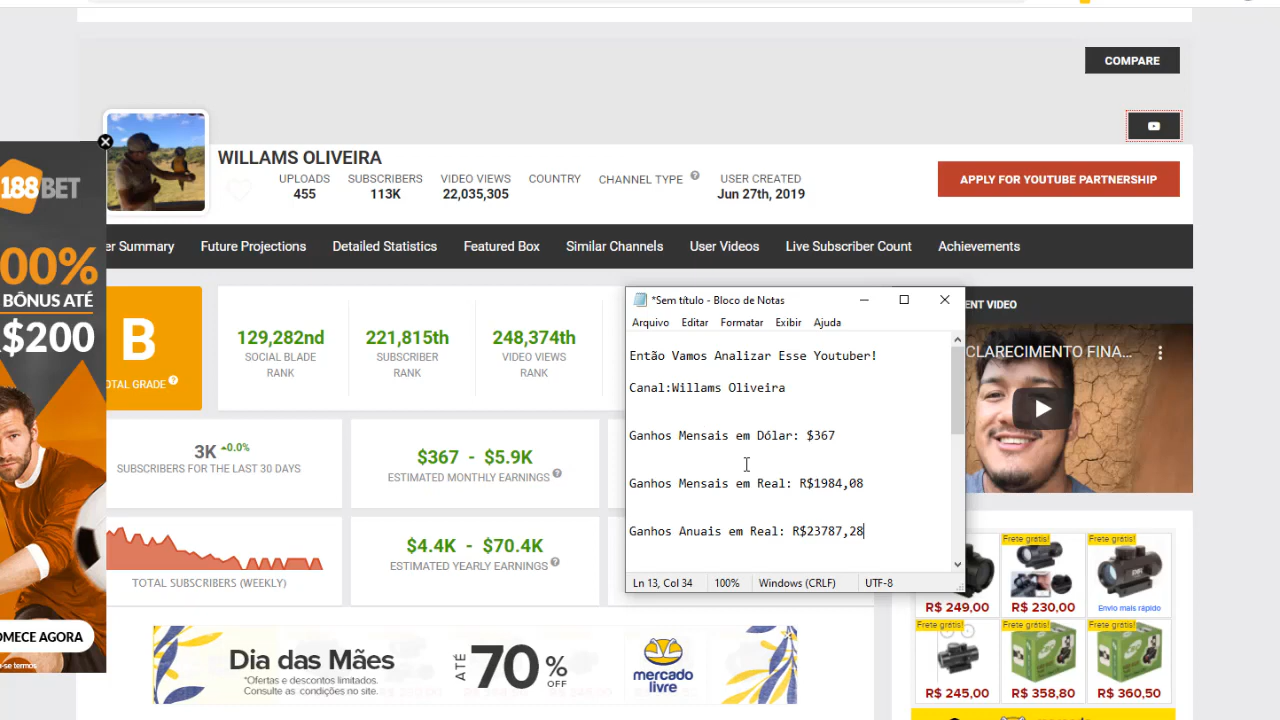 COMPARE
WILLAMS OLIVEIRA
UPLOADS
455
SUBSCRIBERS
113K
VIDEO VIEWS
22,035,305
COUNTRY
CHANNEL TYPE
USER CREATED
Jun 27th, 2019
APPLY FOR YOUTUBE PARTNERSHIP
188BET
00%
BÔNUS ATÉ
$200
OMECE AGORA
er Summary
Future Projections
Detailed Statistics
Featured Box
Similar Channels
User Videos
Live Subscriber Count
Achievements
B
OTAL GRADE
129,282nd
SOCIAL BLADE
RANK
221,815th
SUBSCRIBER
RANK
248,374th
VIDEO VIEWS
RANK
3K +0.0%
SUBSCRIBERS FOR THE LAST 30 DAYS
$367 - $5.9K
ESTIMATED MONTHLY EARNINGS
TOTAL SUBSCRIBERS (WEEKLY)
$4.4K - $70.4K
ESTIMATED YEARLY EARNINGS
*Sem título - Bloco de Notas
Arquivo Editar Formatar Exibir Ajuda
Então Vamos Analizar Esse Youtuber!
Canal:Willams Oliveira
Ganhos Mensais em Dólar: $367
Ganhos Mensais em Real: R$1984,08
Ganhos Anuais em Real: R$23787,28
Ln 13, Col 34 100% Windows (CRLF) UTF-8
ENT VIDEO
CLARECIMENTO FINA...
Frete grátis!
Frete grátis!
R$ 249,00
R$ 230,00
Envio mais rápido
Frete grátis!
Frete grátis!
Frete grátis!
R$ 245,00
R$ 358,80
R$ 360,50
Dia das Mães
*Ofertas e descontos limitados.
Consulte as condições no site.
ATÉ 70% OFF
mercado
livre